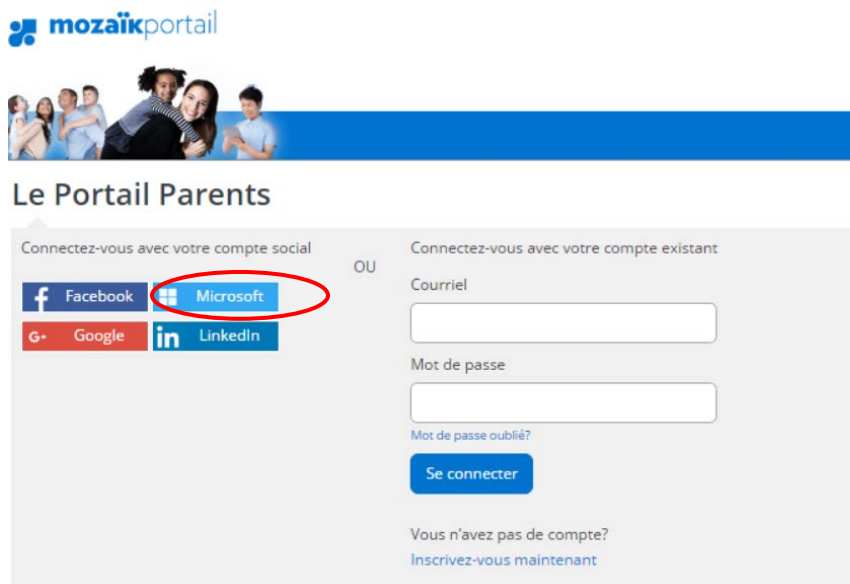 mozaïkportail
Le Portail Parents
Connectez-vous avec votre compte social
OU
Facebook
Microsoft
G+ Google
in LinkedIn
Connectez-vous avec votre compte existant
Courriel
Mot de passe
Mot de passe oublié?
Se connecter
Vous n'avez pas de compte?
Inscrivez-vous maintenant